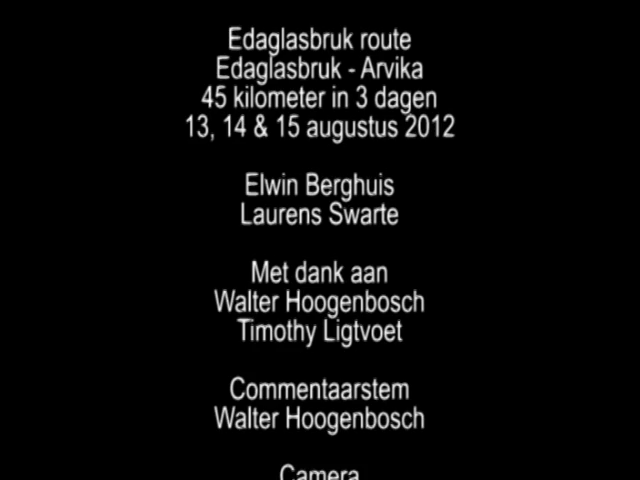 Edaglasbruk route
Edaglasbruk - Arvika
45 kilometer in 3 dagen
13, 14 & 15 augustus 2012
Elwin Berghuis
Laurens Swarte
Met dank aan
Walter Hoogenbosch
Timothy Ligtvoet
Commentaarstem
Walter Hoogenbosch
Camera